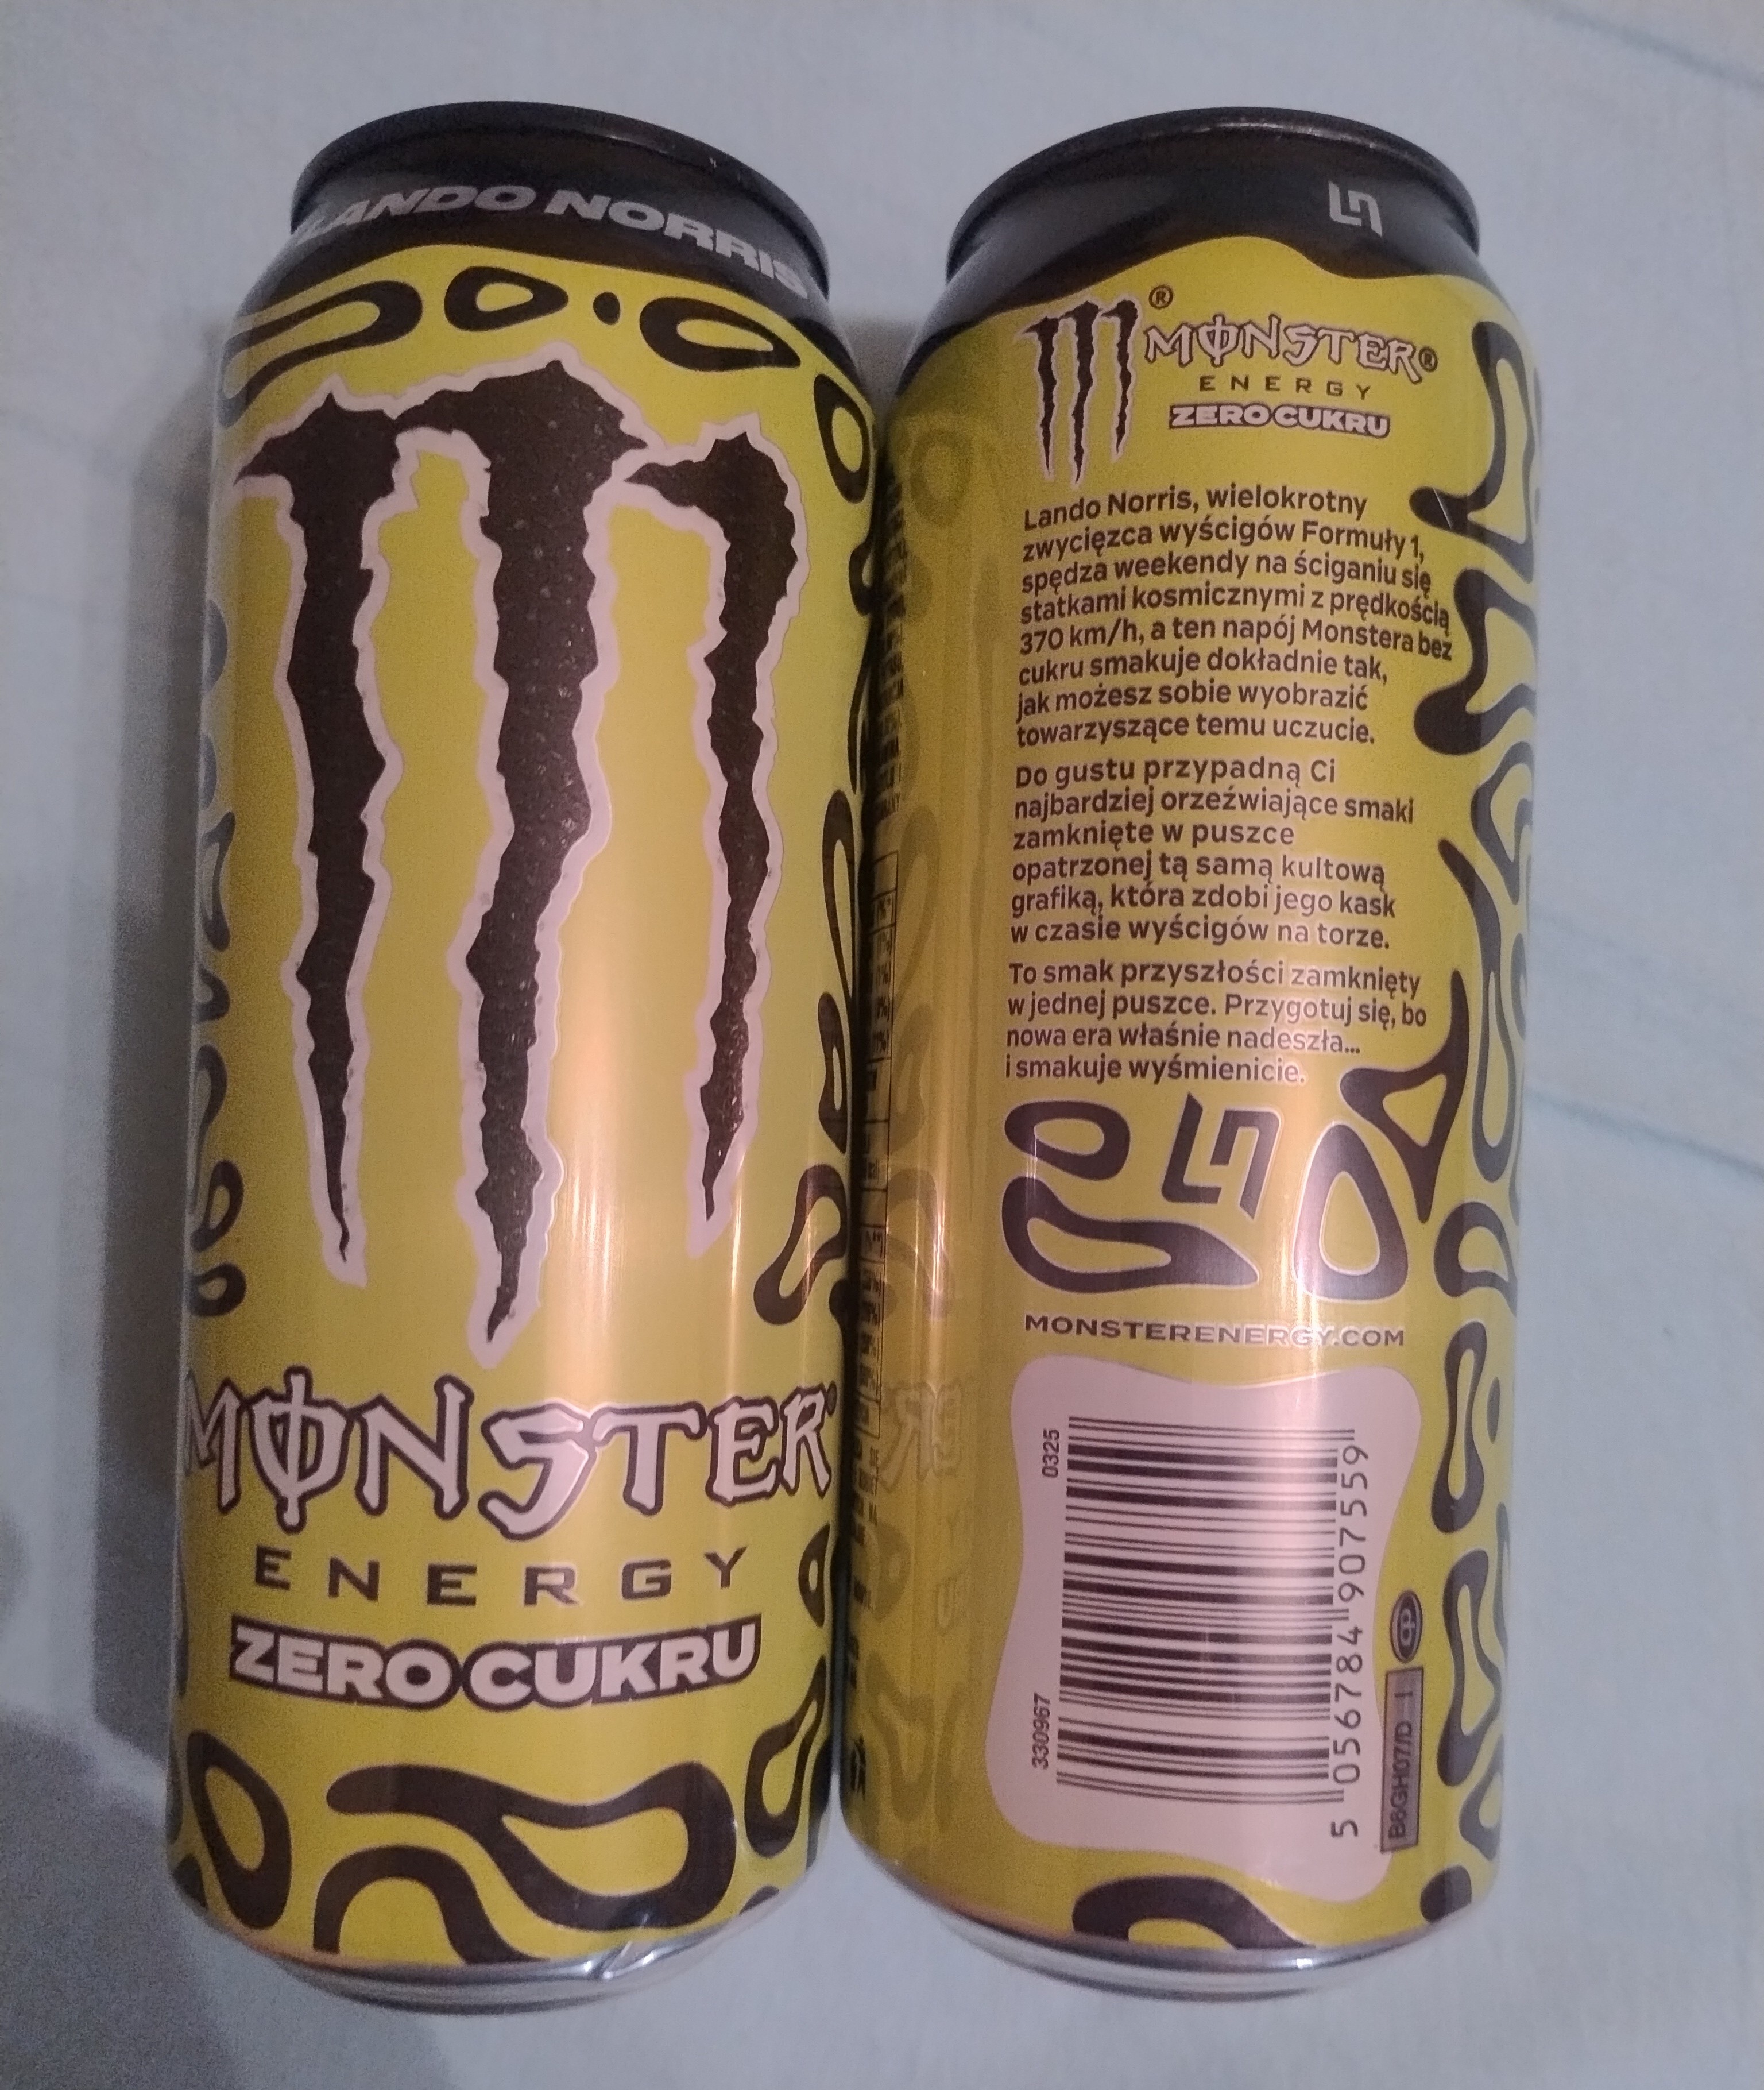 LANDO NORRIS
MONSTER
ENERGY
ZERO CUKRU
LN
® MONSTER®
ENERGY
ZERO CUKRU
Lando Norris, wielokrotny
zwycięzca wyścigów Formuły 1,
spędza weekendy na ściganiu się
statkami kosmicznymi z prędkością
370 km/h, a ten napój Monstera bez
cukru smakuje dokładnie tak,
jak możesz sobie wyobrazić
towarzyszące temu uczucie.
Do gustu przypadną Ci
najbardziej orzeźwiające smaki
zamknięte w puszce
opatrzonej tą samą kultową
grafiką, która zdobi jego kask
w czasie wyścigów na torze.
To smak przyszłości zamknięty
w jednej puszce. Przygotuj się, bo
nowa era właśnie nadeszła...
i smakuje wyśmienicie.
LN
MONSTERENERGY.COM
0325
330967
5 056784 907559
B6GH07/D